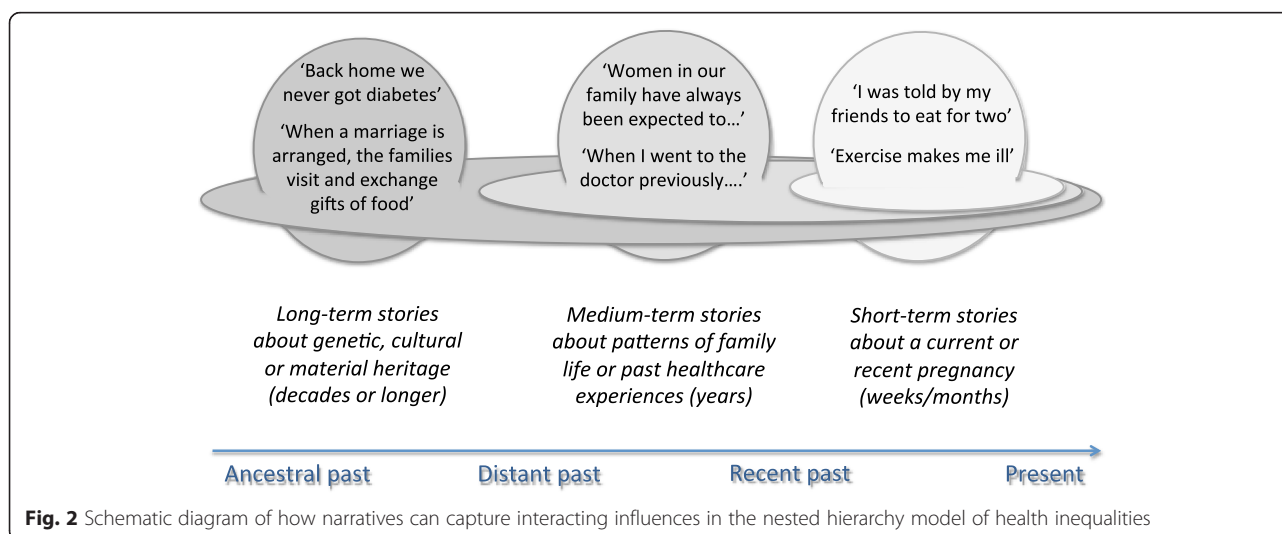 ‘Back home we
never got diabetes’
‘When a marriage is
arranged, the families
visit and exchange
gifts of food’
‘Women in our
family have always
been expected to...’
‘When I went to the
doctor previously....’
‘I was told by my
friends to eat for two’
‘Exercise makes me ill’
Long-term stories
about genetic, cultural
or material heritage
(decades or longer)
Medium-term stories
about patterns of family
life or past healthcare
experiences (years)
Short-term stories
about a current or
recent pregnancy
(weeks/months)
Ancestral past
Distant past
Recent past
Present
Fig. 2 Schematic diagram of how narratives can capture interacting influences in the nested hierarchy model of health inequalities